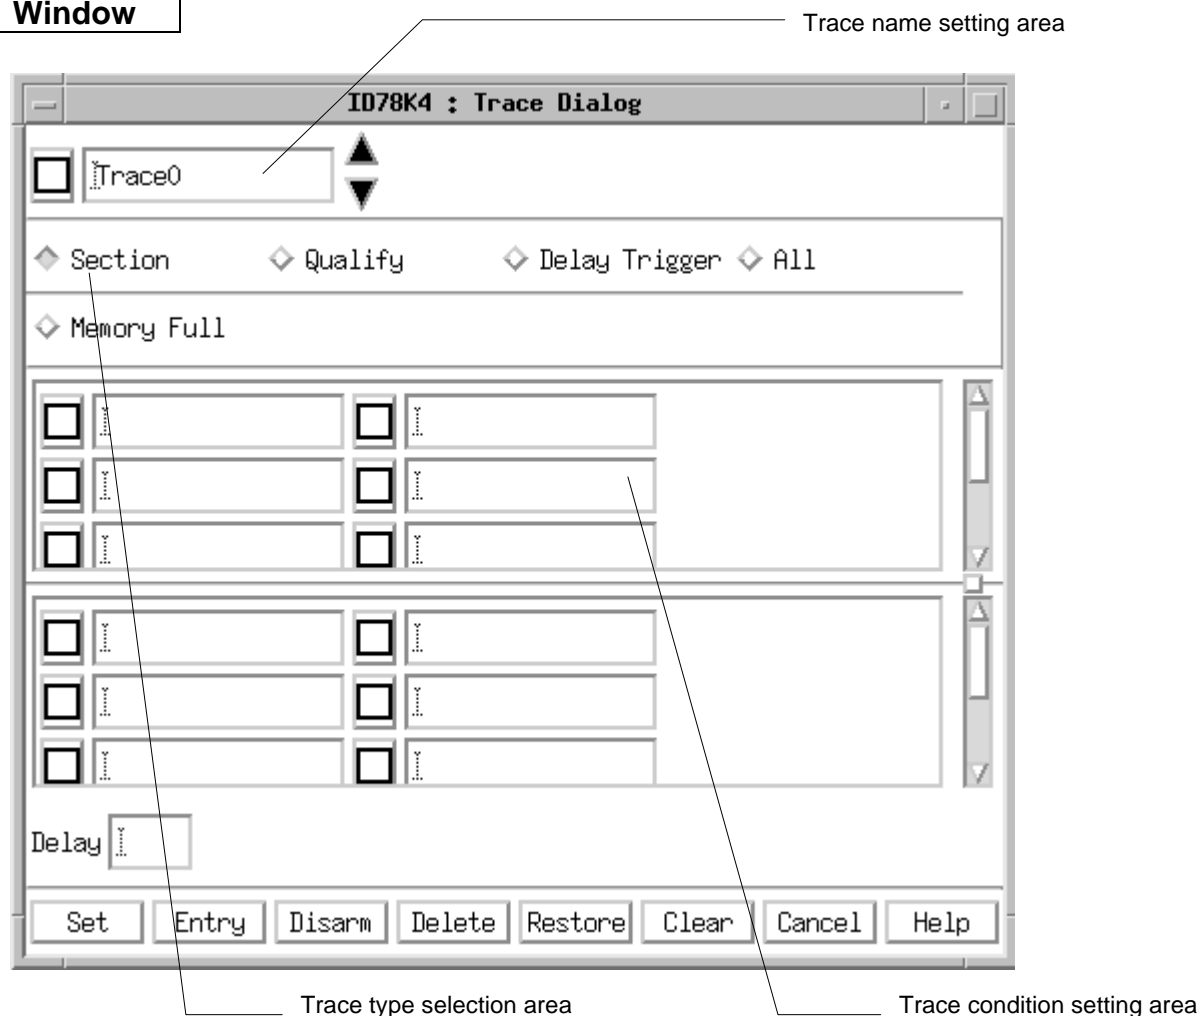 Window
Trace name setting area
ID78K4 : Trace Dialog
Trace0
Section Qualify Delay Trigger All
Memory Full
Delay
Set Entry Disarm Delete Restore Clear Cancel Help
Trace type selection area Trace condition setting area